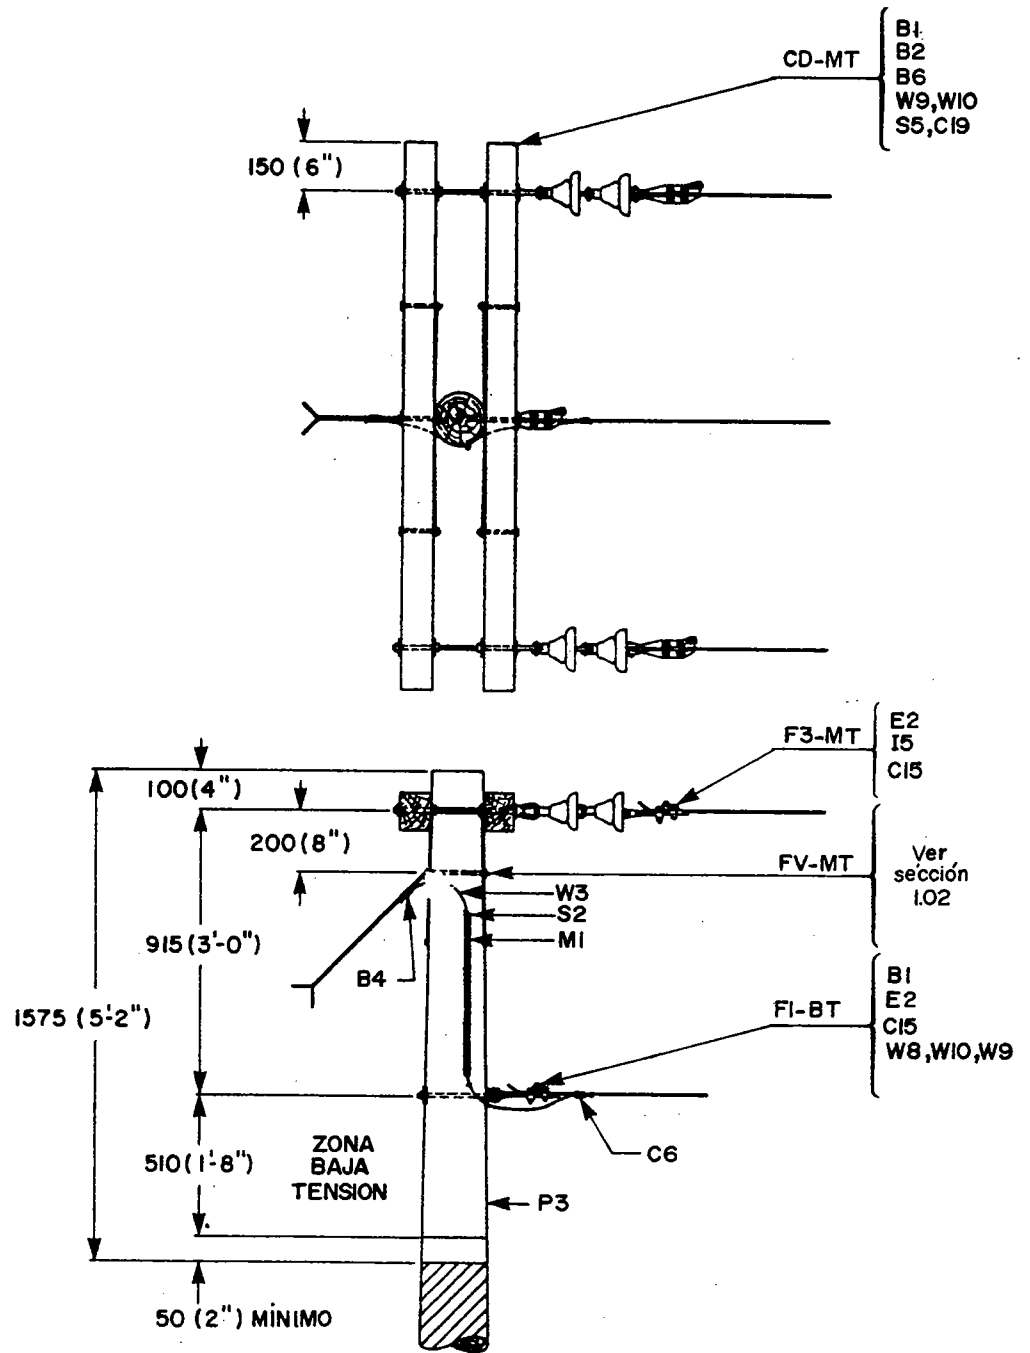 CD-MT
B1
B2
B6
W9,W10
S5,C19
150 (6")
F3-MT
E2
I5
C15
100(4")
200(8")
FV-MT
Ver
sección
1.02
W3
S2
M1
B4
915(3'-0")
1575 (5'-2")
F1-BT
B1
E2
C15
W8,W10,W9
C6
510(1'-8")
ZONA
BAJA
TENSION
P3
50 (2") MÍNIMO